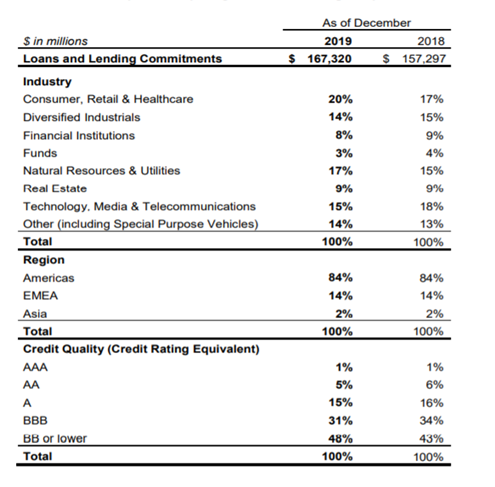 As of December
$ in millions 2019 2018
Loans and Lending Commitments $ 167,320 $ 157,297
Industry
Consumer, Retail & Healthcare 20% 17%
Diversified Industrials 14% 15%
Financial Institutions 8% 9%
Funds 3% 4%
Natural Resources & Utilities 17% 15%
Real Estate 9% 9%
Technology, Media & Telecommunications 15% 18%
Other (including Special Purpose Vehicles) 14% 13%
Total 100% 100%
Region
Americas 84% 84%
EMEA 14% 14%
Asia 2% 2%
Total 100% 100%
Credit Quality (Credit Rating Equivalent)
AAA 1% 1%
AA 5% 6%
A 15% 16%
BBB 31% 34%
BB or lower 48% 43%
Total 100% 100%